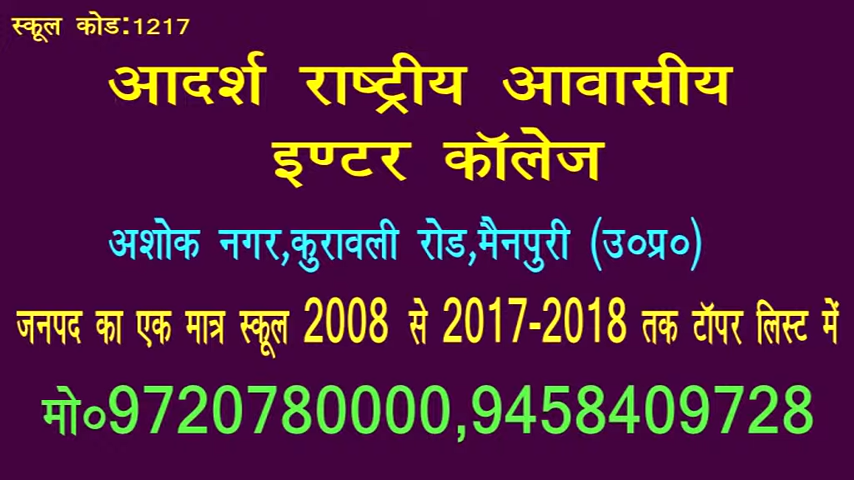 स्कूल कोड:1217
आदर्श राष्ट्रीय आवासीय
इण्टर कॉलेज
अशोक नगर,कुरावली रोड,मैनपुरी (उ०प्र०)
जनपद का एक मात्र स्कूल 2008 से 2017-2018 तक टॉपर लिस्ट में
मो०9720780000,9458409728